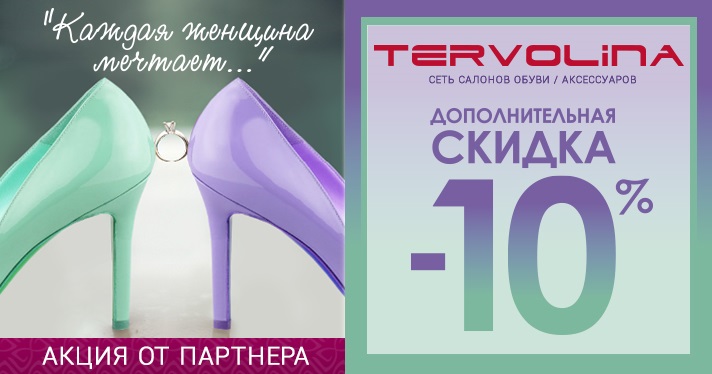 "Каждая женщина
мечтает..."
АКЦИЯ ОТ ПАРТНЕРА
TERVOLINA
СЕТЬ САЛОНОВ ОБУВИ / АКСЕССУАРОВ
ДОПОЛНИТЕЛЬНАЯ
СКИДКА
-10%